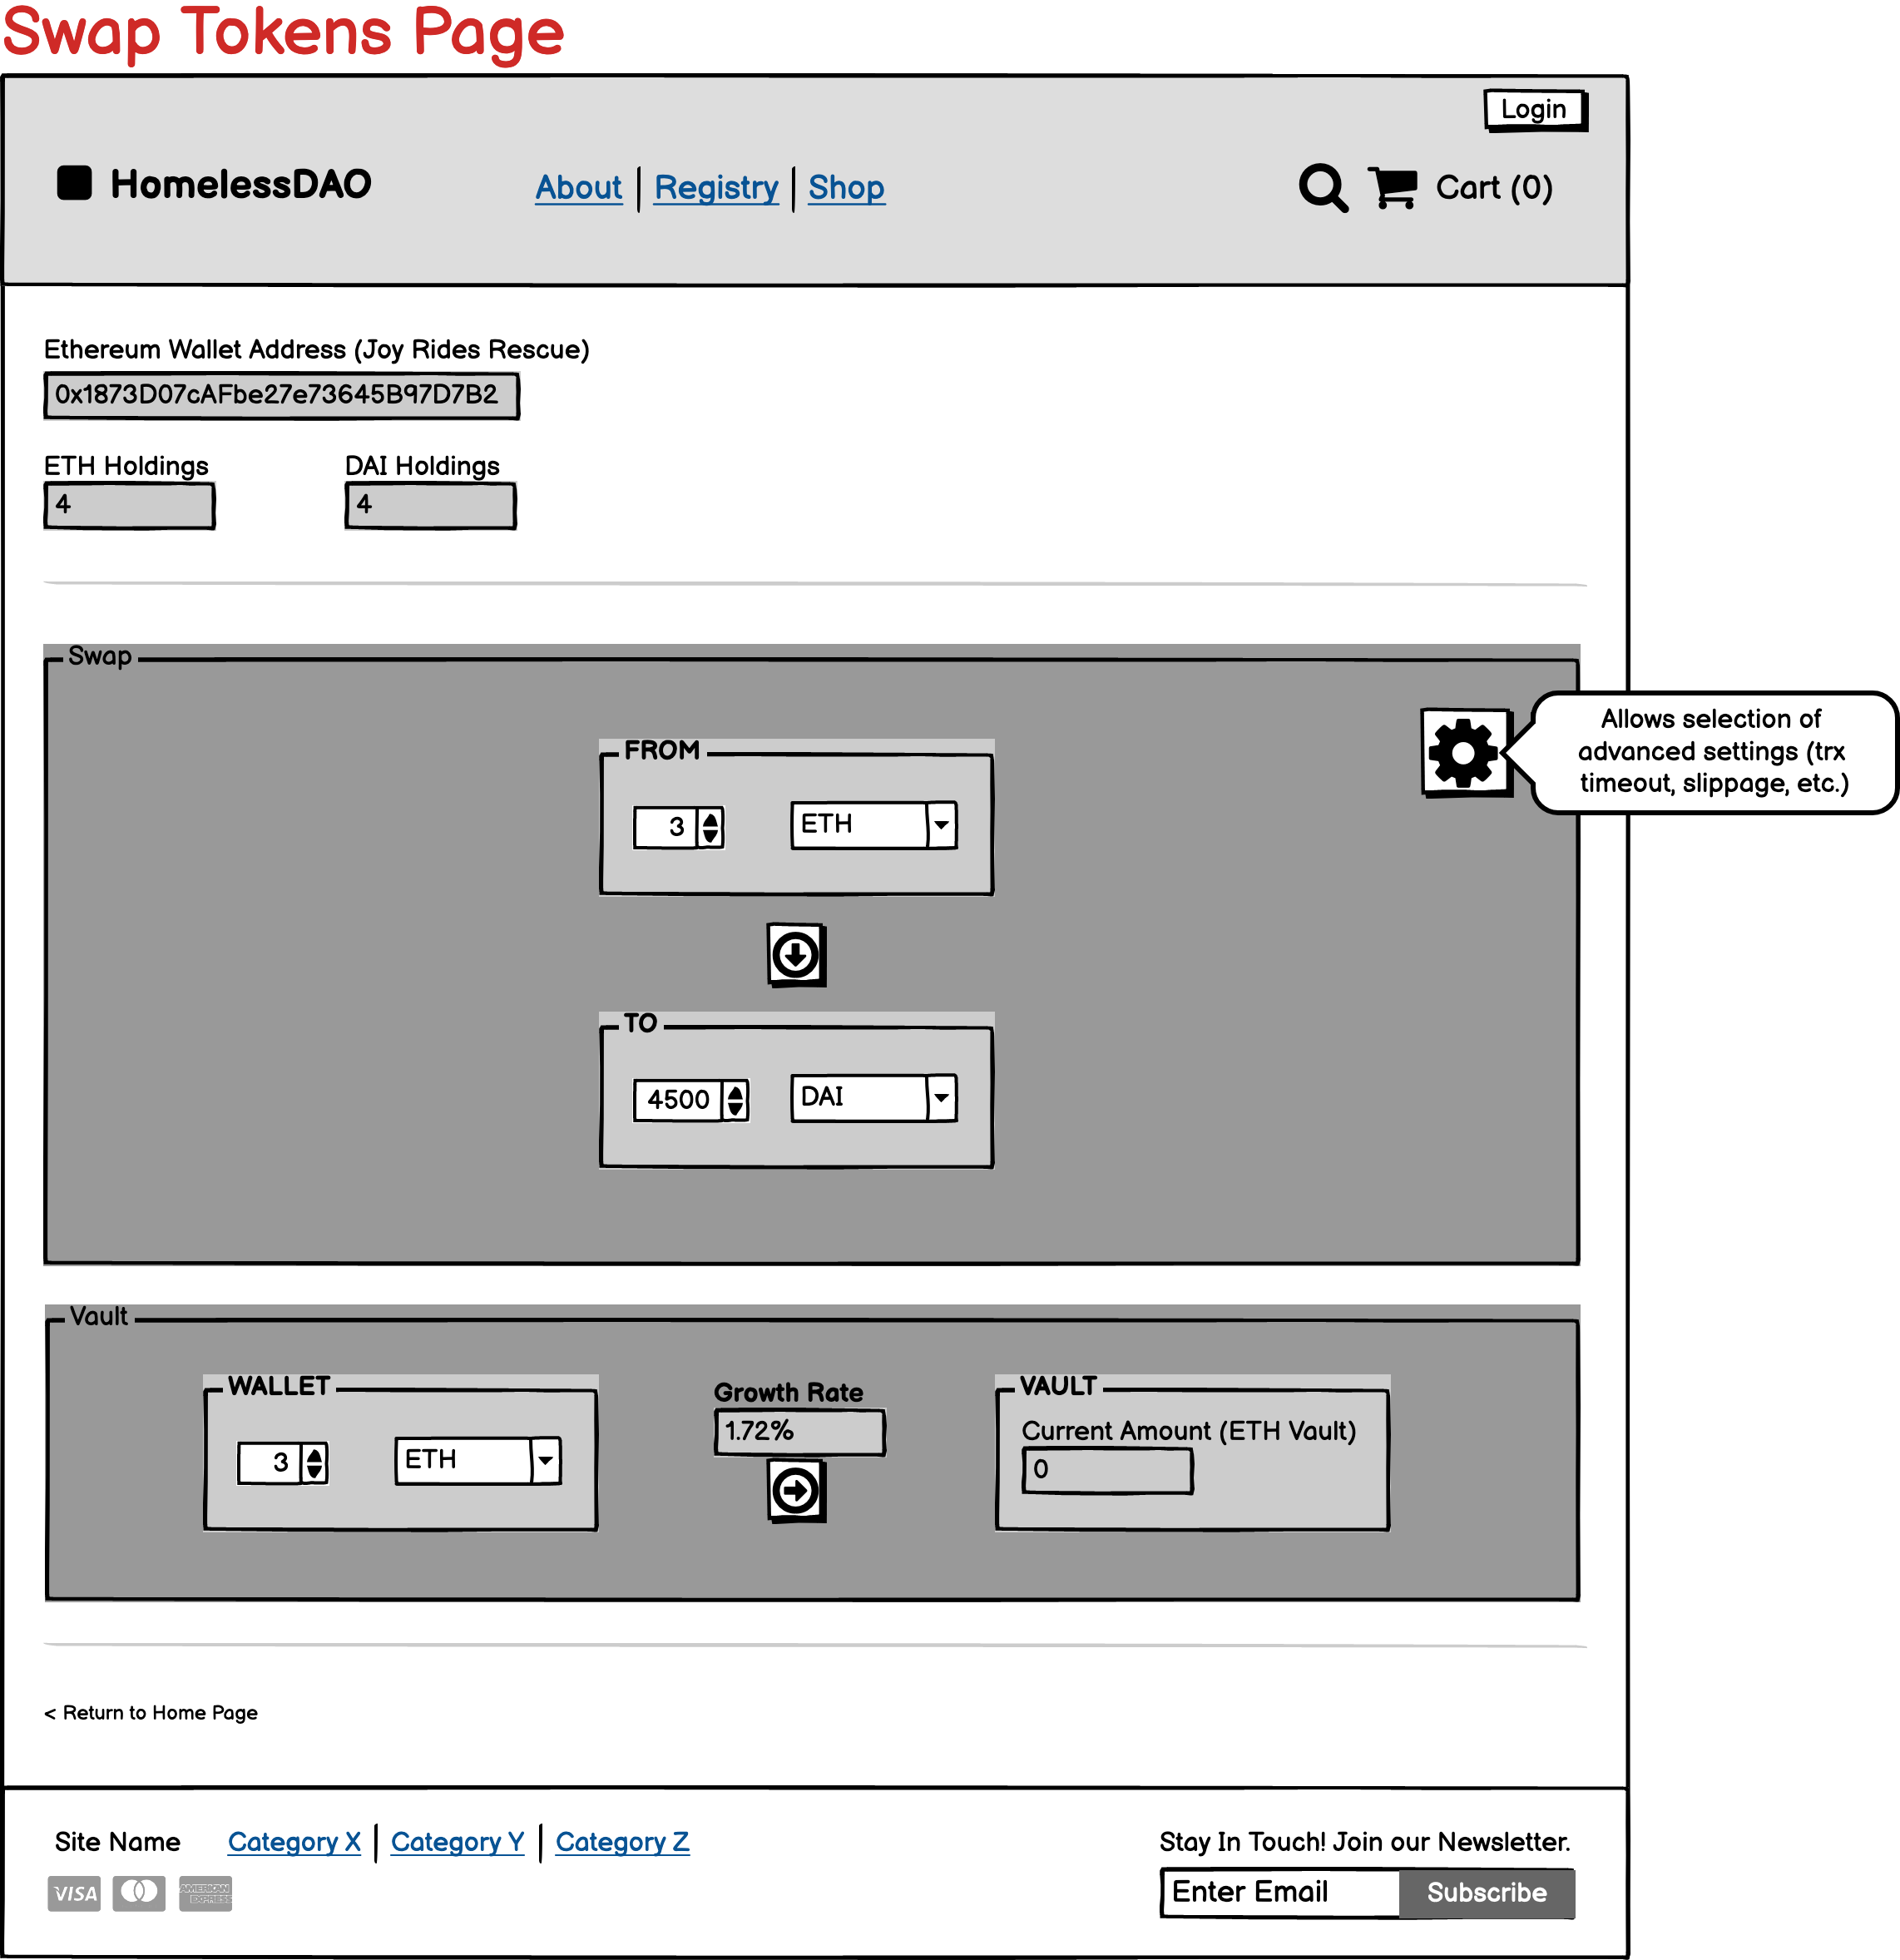 Swap Tokens Page
Login
HomelessDAO
About
Registry
Shop
Cart (0)
Ethereum Wallet Address (Joy Rides Rescue)
0x1873D07cAFbe27e73645B97D7B2
ETH Holdings
DAI Holdings
4
4
Swap
Allows selection of
advanced settings (trx
timeout, slippage, etc.)
FROM
3
ETH
TO
4500
DAI
Vault
WALLET
3
ETH
Growth Rate
1.72%
VAULT
Current Amount (ETH Vault)
0
< Return to Home Page
Site Name
Category X
Category Y
Category Z
VISA
AMERICAN
EXPRESS
Stay In Touch! Join our Newsletter.
Enter Email
Subscribe